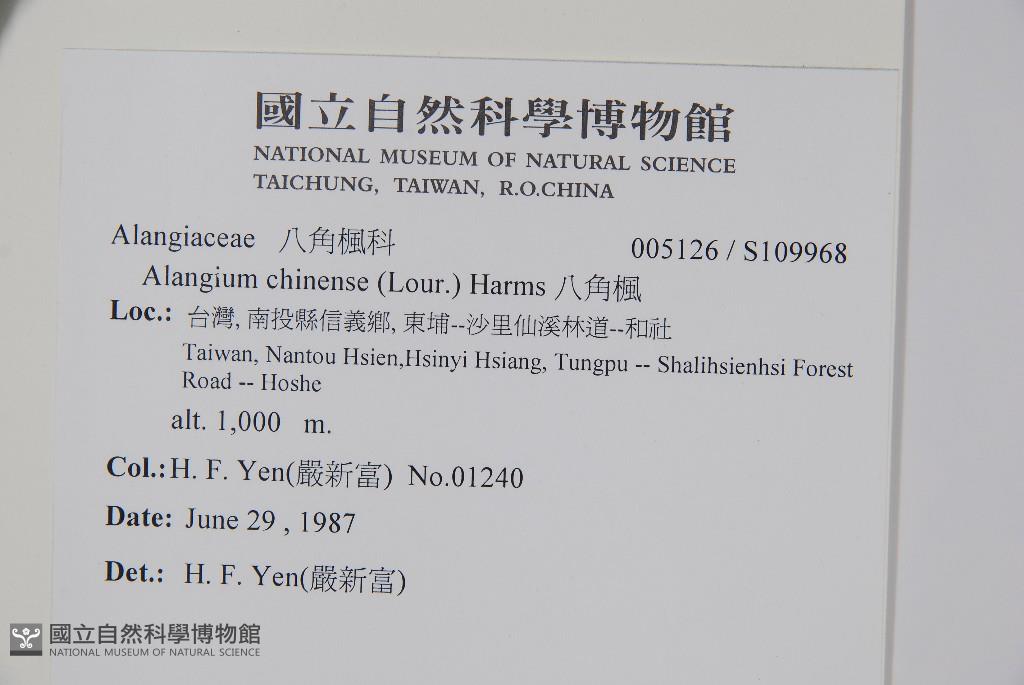 國立自然科學博物館
NATIONAL MUSEUM OF NATURAL SCIENCE
TAICHUNG, TAIWAN, R.O.CHINA
Alangiaceae 八角楓科 005126 / S109968
Alangium chinense (Lour.) Harms 八角楓
Loc.: 台灣, 南投縣信義鄉, 東埔--沙里仙溪林道--和社
Taiwan, Nantou Hsien,Hsinyi Hsiang, Tungpu -- Shalihsienhsi Forest
Road -- Hoshe
alt. 1,000 m.
Col.: H. F. Yen(嚴新富) No.01240
Date: June 29 , 1987
Det.: H. F. Yen(嚴新富)
國立自然科學博物館
NATIONAL MUSEUM OF NATURAL SCIENCE